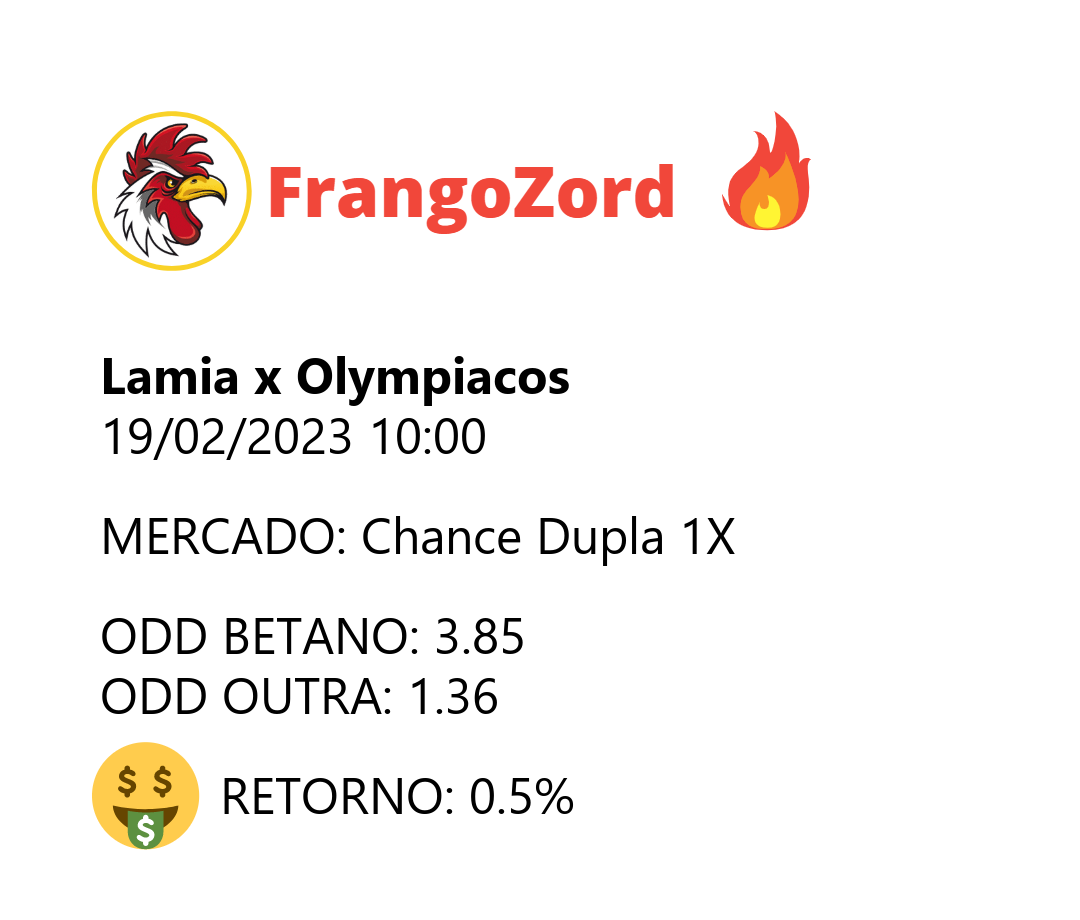 FrangoZord
Lamia x Olympiacos
19/02/2023 10:00
MERCADO: Chance Dupla 1X
ODD BETANO: 3.85
ODD OUTRA: 1.36
RETORNO: 0.5%